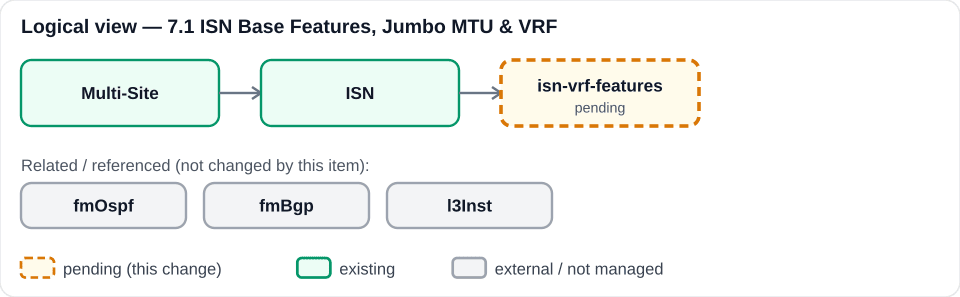 Logical view — 7.1 ISN Base Features, Jumbo MTU & VRF
Multi-Site
ISN
isn-vrf-features
pending
Related / referenced (not changed by this item):
fmOspf
fmBgp
l3Inst
pending (this change)
existing
external / not managed